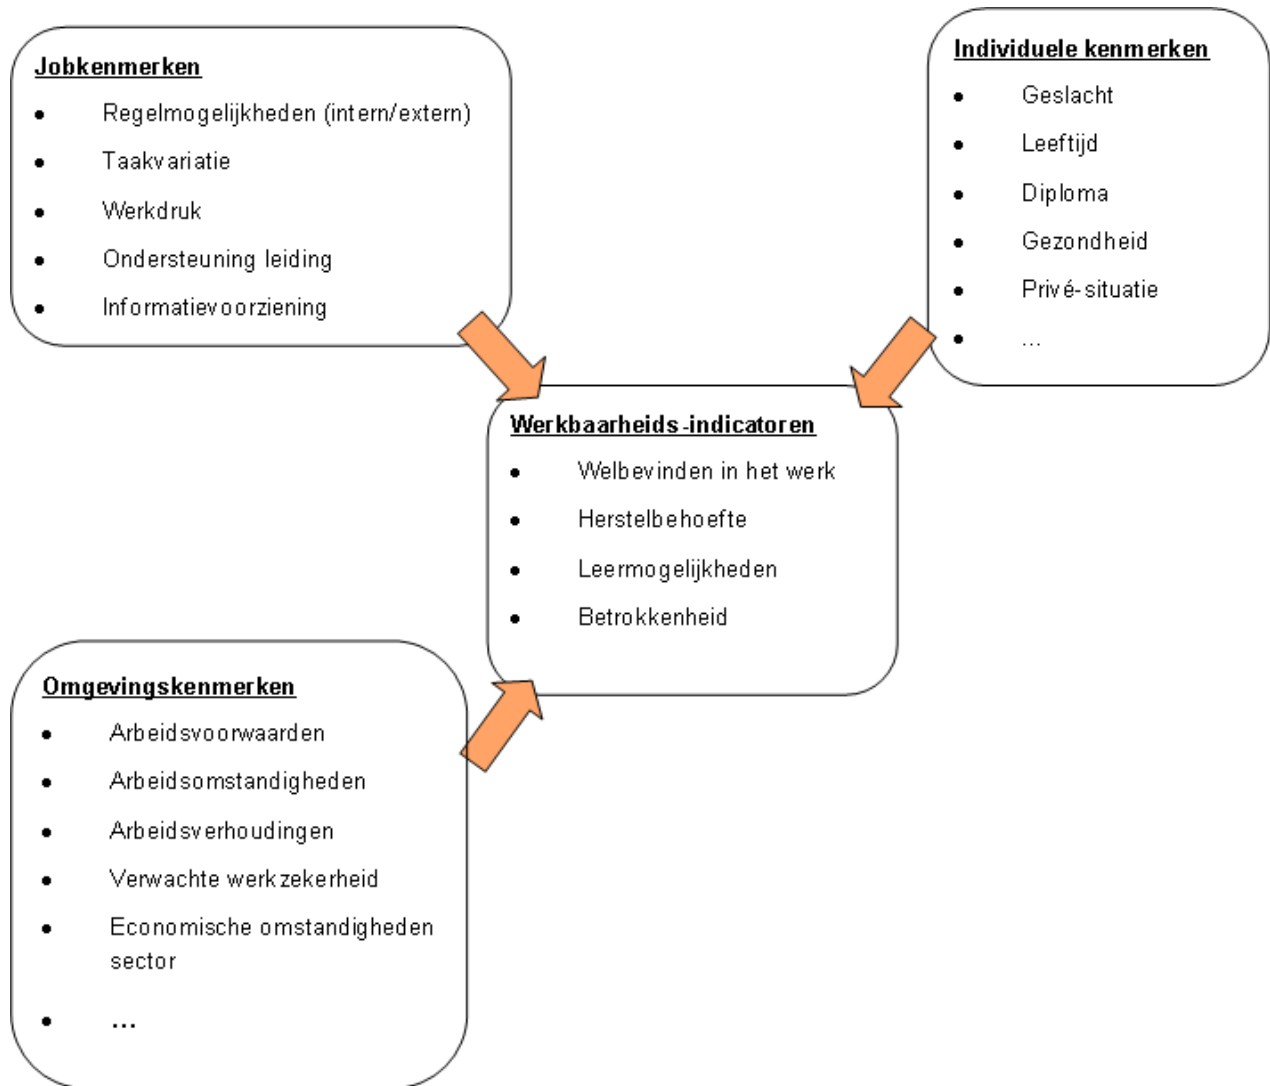 Jobkenmerken
• Regelmogelijkheden (intern/extern)
• Taakvariatie
• Werkdruk
• Ondersteuning leiding
• Informatievoorziening
Individuele kenmerken
• Geslacht
• Leeftijd
• Diploma
• Gezondheid
• Privé-situatie
• ...
Werkbaarheids-indicatoren
• Welbevinden in het werk
• Herstelbehoefte
• Leermogelijkheden
• Betrokkenheid
Omgevingskenmerken
• Arbeidsvoorwaarden
• Arbeidsomstandigheden
• Arbeidsverhoudingen
• Verwachte werkzekerheid
• Economische omstandigheden
sector
• ...